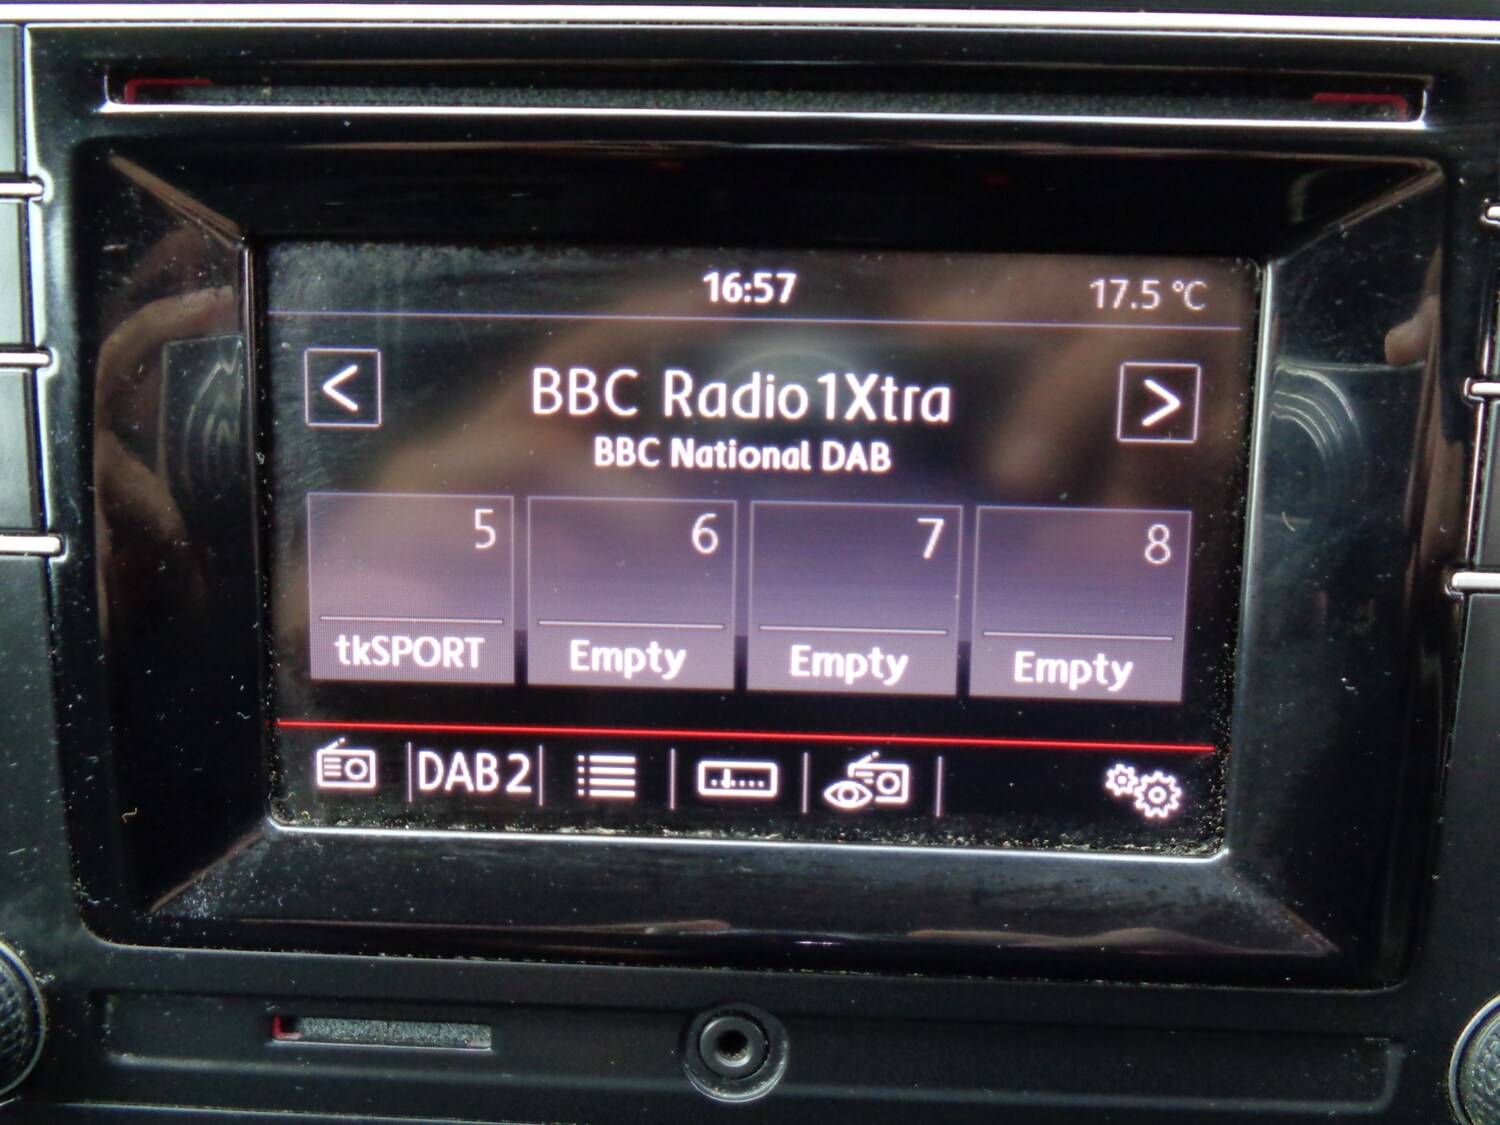 16:57
17.5 °C
<
BBC Radio 1Xtra
>
BBC National DAB
5
6
7
8
tkSPORT
Empty
Empty
Empty
DAB 2